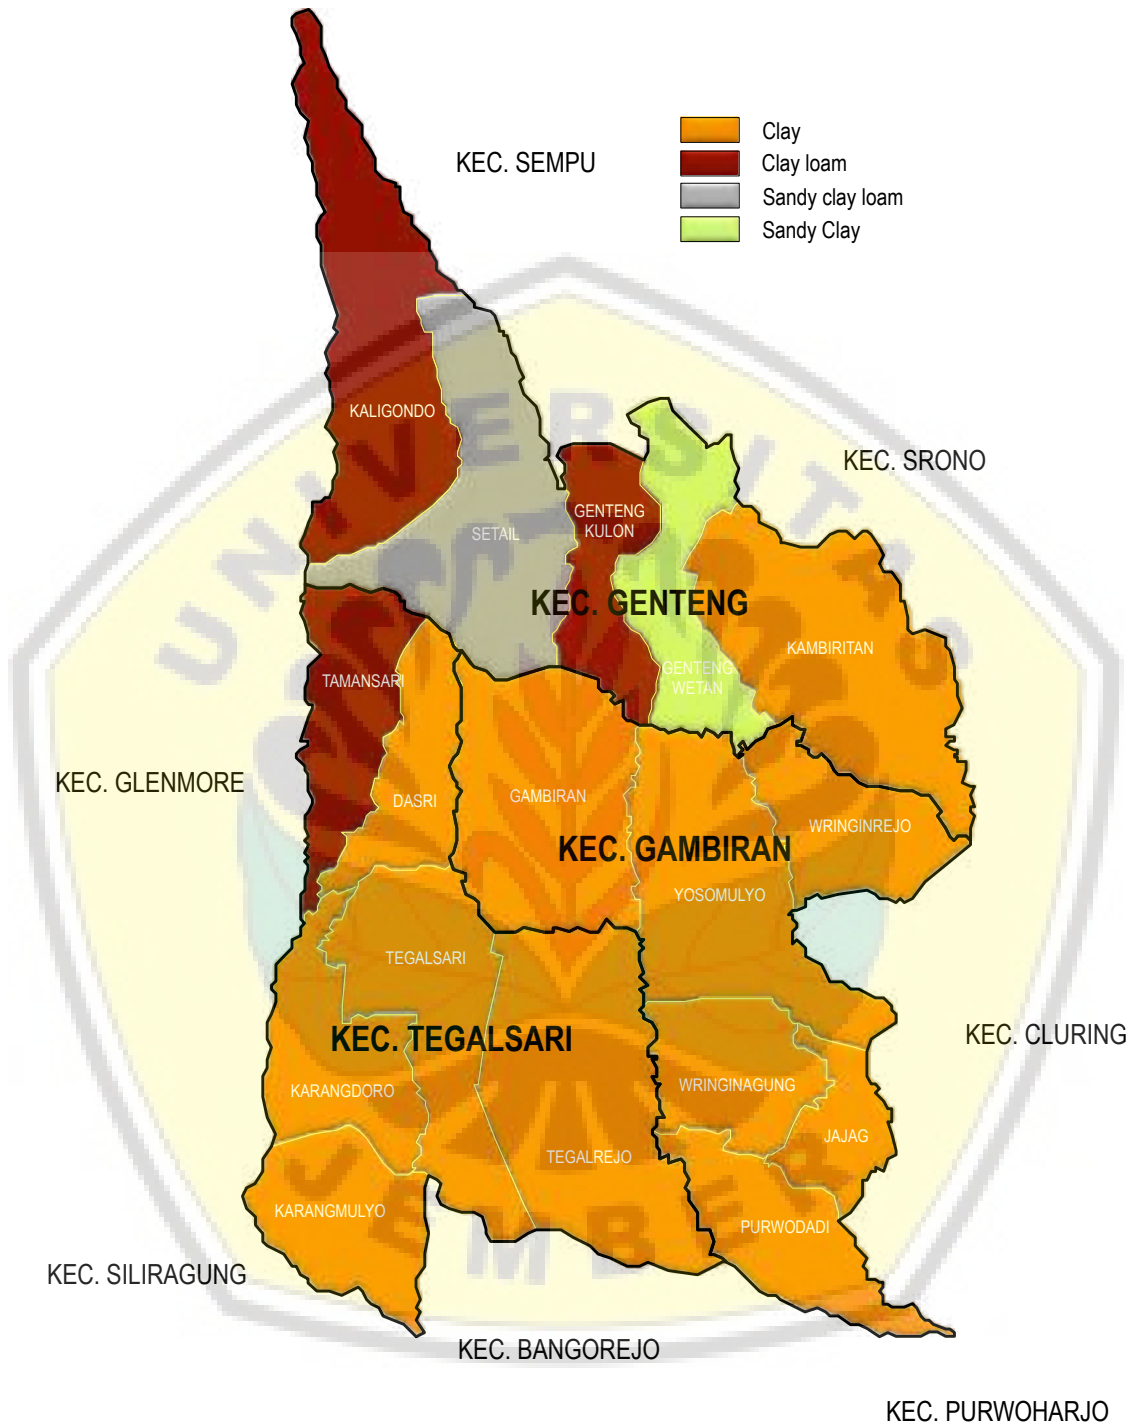 KEC. SEMPU
Clay
Clay loam
Sandy clay loam
Sandy Clay
KALIGONDO
KEC. SRONO
GENTENG
KULON
SETAIL
KEC. GENTENG
KAMBIRITAN
GENTENG
WETAN
TAMANSARI
KEC. GLENMORE
DASRI
GAMBIRAN
WRINGINREJO
KEC. GAMBIRAN
YOSOMULYO
TEGALSARI
KEC. TEGALSARI
KEC. CLURING
KARANGDORO
WRINGINAGUNG
JAJAG
TEGALREJO
KARANGMULYO
PURWODADI
KEC. SILIRAGUNG
KEC. BANGOREJO
KEC. PURWOHARJO
UNIVERSITAS
JEMBER